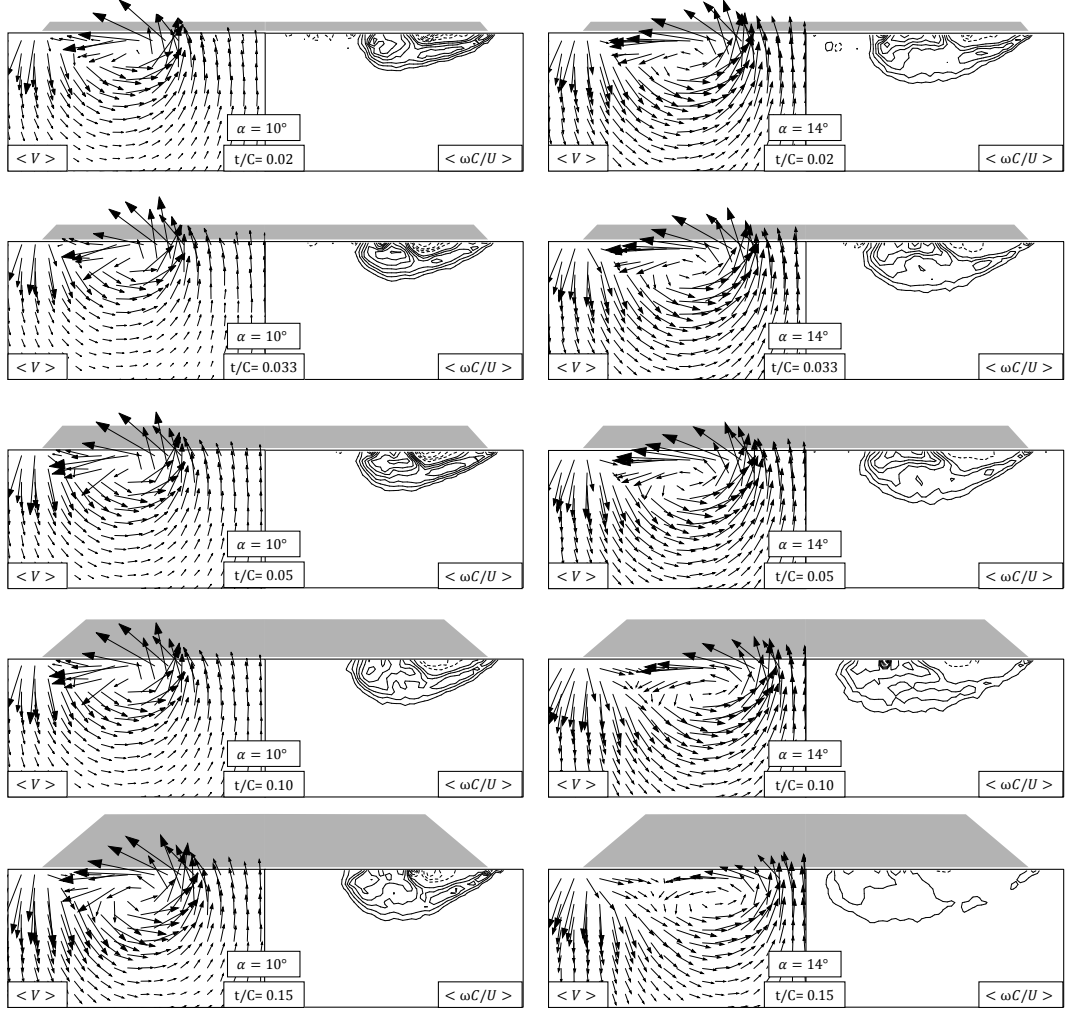 α = 10°
< V >
t/C= 0.02
< ωC/U >
α = 14°
< V >
t/C= 0.02
< ωC/U >
α = 10°
< V >
t/C= 0.033
< ωC/U >
α = 14°
< V >
t/C= 0.033
< ωC/U >
α = 10°
< V >
t/C= 0.05
< ωC/U >
α = 14°
< V >
t/C= 0.05
< ωC/U >
α = 10°
< V >
t/C= 0.10
< ωC/U >
α = 14°
< V >
t/C= 0.10
< ωC/U >
α = 10°
< V >
t/C= 0.15
< ωC/U >
α = 14°
< V >
t/C= 0.15
< ωC/U >